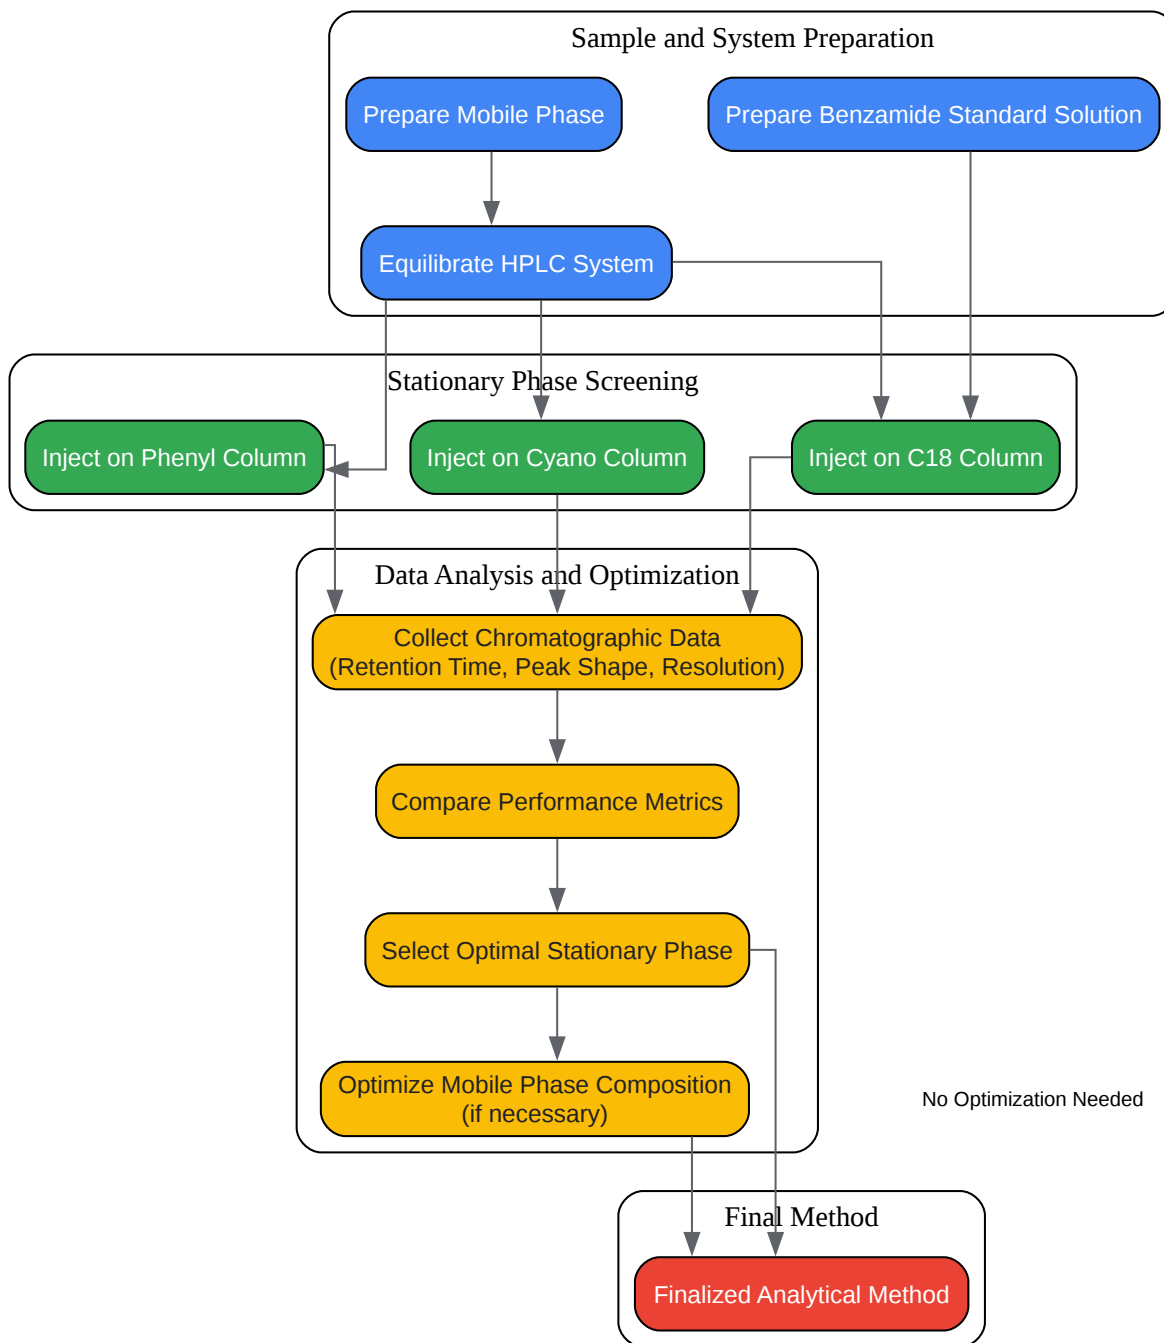 Sample and System Preparation
Prepare Mobile Phase
Prepare Benzamide Standard Solution
Equilibrate HPLC System
Stationary Phase Screening
Inject on Phenyl Column
Inject on Cyano Column
Inject on C18 Column
Data Analysis and Optimization
Collect Chromatographic Data
(Retention Time, Peak Shape, Resolution)
Compare Performance Metrics
Select Optimal Stationary Phase
Optimize Mobile Phase Composition
(if necessary)
No Optimization Needed
Final Method
Finalized Analytical Method